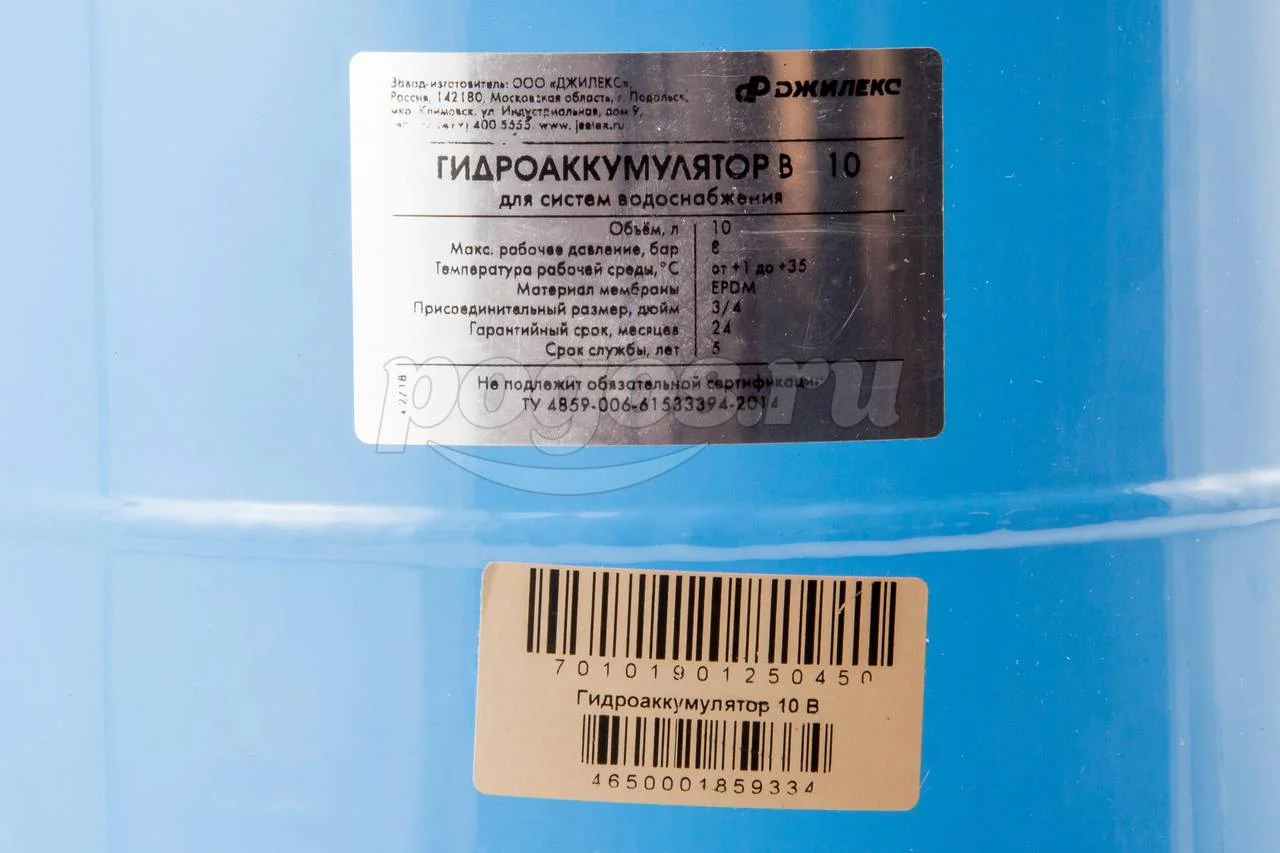 Завод-изготовитель: ООО «ДЖИЛЕКС»,
Россия, 142180, Московская область, г. Подольск,
мкр. Климовск, ул. Индустриальная, дом 9,
400 5555. www. jeelex.ru
ДЖИЛЕКС
ГИДРОАККУМУЛЯТОР В 10
для систем водоснабжения
Объём, л 10
Макс. рабочее давление, бар 8
Температура рабочей среды, °С от +1 до +35
Материал мембраны EPDM
Присоединительный размер, дюйм 3/4
Гарантийный срок, месяцев 24
Срок службы, лет 5
Не подлежит обязательной сертификации
ТУ 4859-006-61533394-2014
pogos.ru
70101901250450
Гидроаккумулятор 10 В
4650001859334